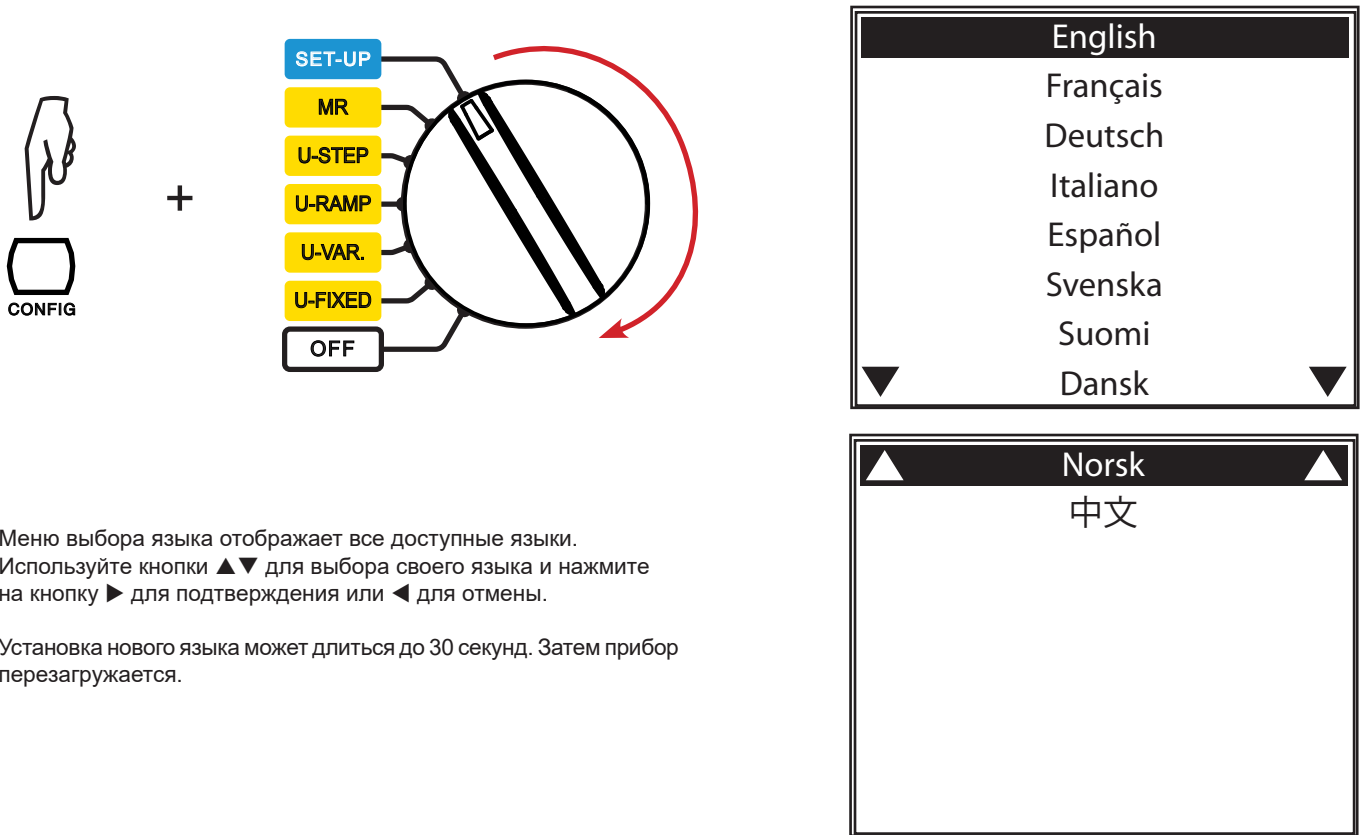 SET-UP
MR
U-STEP
U-RAMP
U-VAR.
U-FIXED
OFF
+
CONFIG
English
Français
Deutsch
Italiano
Español
Svenska
Suomi
▼ Dansk ▼
▲ Norsk ▲
中文
Меню выбора языка отображает все доступные языки.
Используйте кнопки ▲▼ для выбора своего языка и нажмите
на кнопку ▶ для подтверждения или ◀ для отмены.
Установка нового языка может длиться до 30 секунд. Затем прибор
перезагружается.